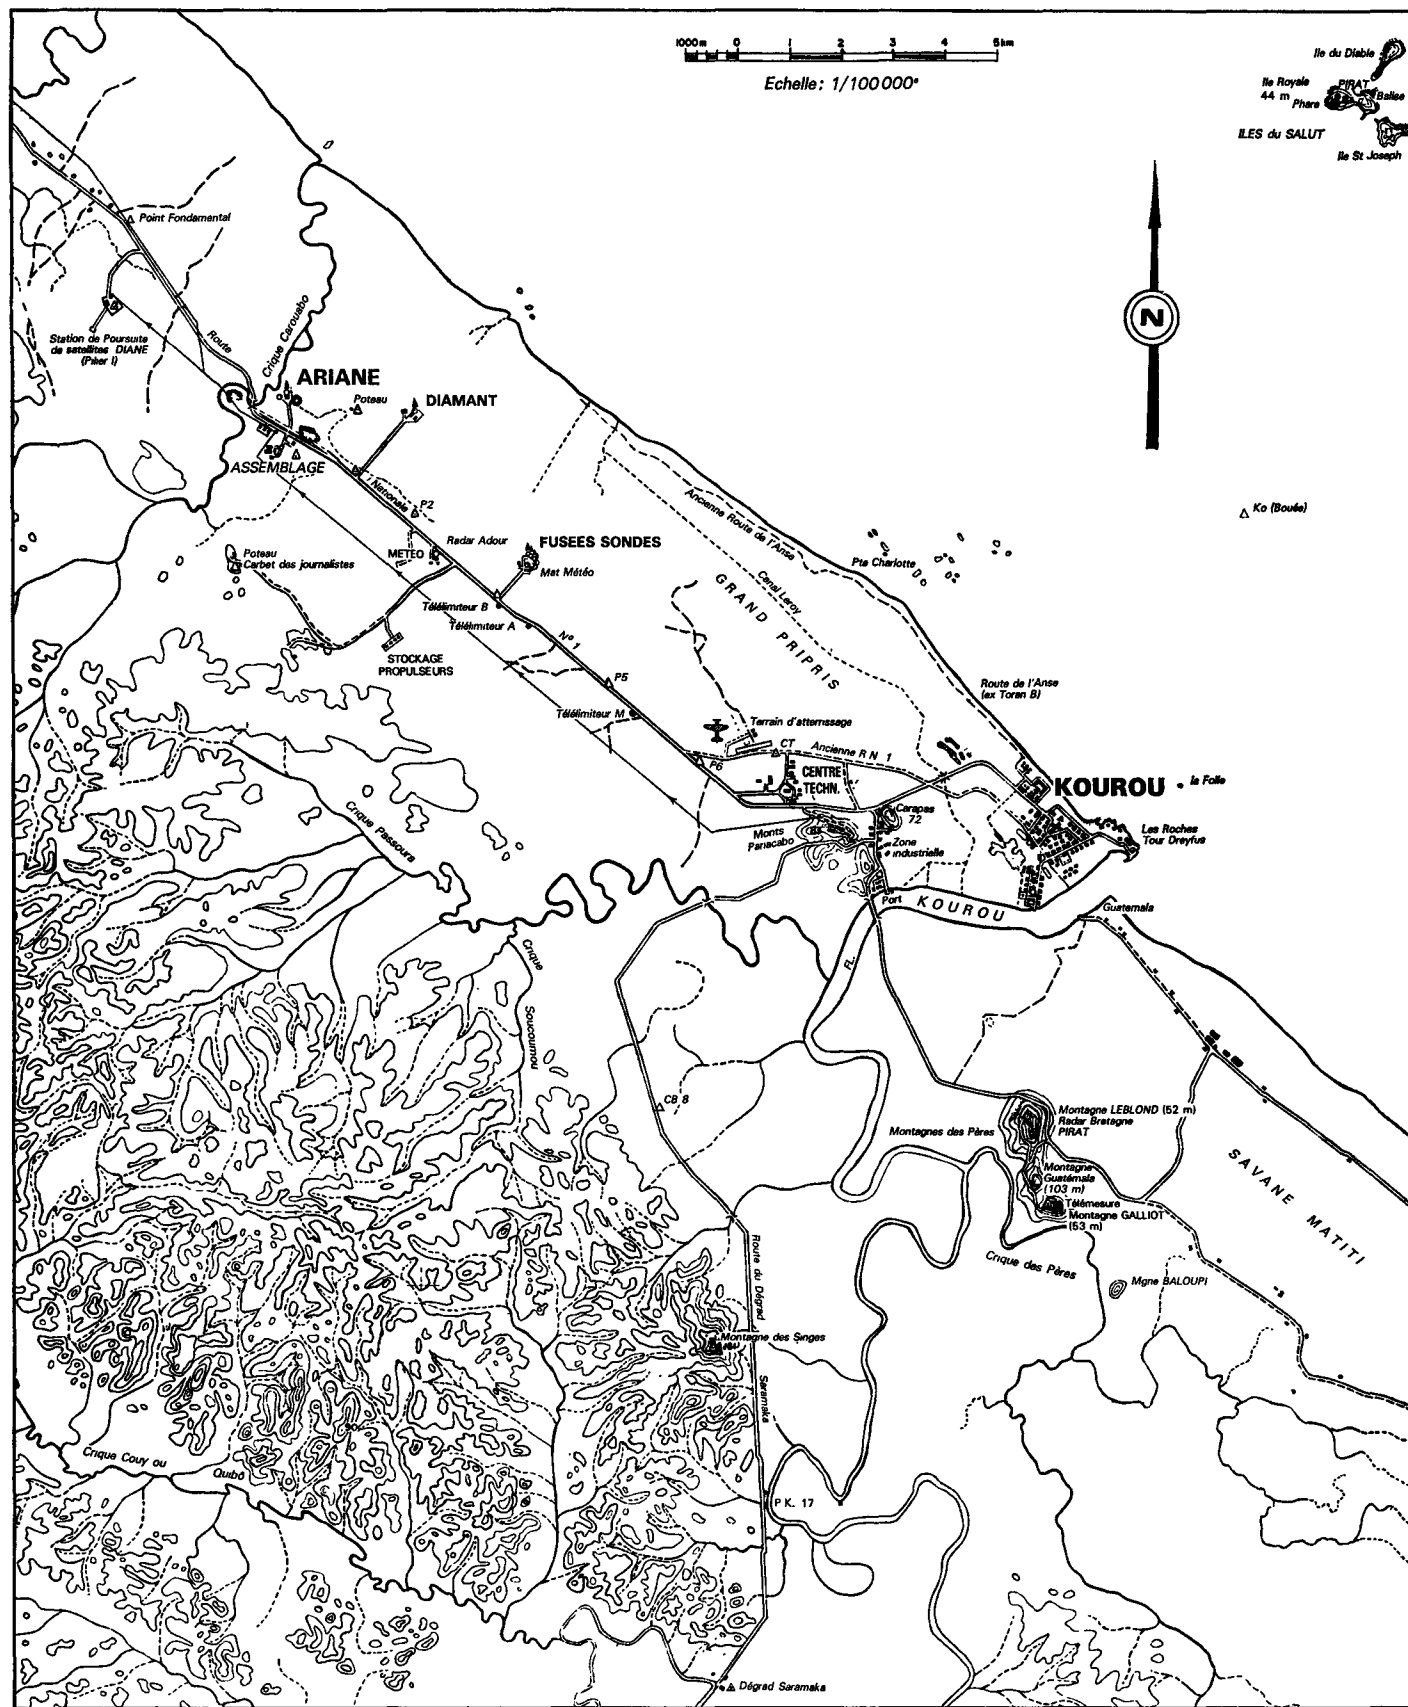 1000m 0 1 2 3 4 5km
Echelle: 1/100000e
Ile du Diable
Ile Royale
44 m
PIRAT
Phare
Balise
ILES du SALUT
Ile St Joseph
Point Fondamental
N
Station de Poursuite
de satellites DIANE
(Pilier I)
Route
Crique Carouabo
ARIANE
Poteau
DIAMANT
ASSEMBLAGE
Nationale
P2
Ancienne Route de l'Anse
Ko (Bouée)
Radar Adour
METEO
FUSEES SONDES
Mat Météo
Poteau
Carbet des journalistes
Pte Charlotte
Canal Leroy
GRAND PRIPRIS
Télélimiteur B
Télélimiteur A
No 1
STOCKAGE
PROPULSEURS
P5
Route de l'Anse
(ex Toran B)
Télélimiteur M
Terrain d'atterrissage
CT
Ancienne R N 1
P6
CENTRE
TECHN.
KOUROU
la Folle
Carapas
72
Crique Passoura
Monts
Pariacabo
Zone
industrielle
Les Roches
Tour Dreyfus
Port
KOUROU
Guatemala
FL.
Crique
Soucoumou
CB 8
Montagne LEBLOND (52 m)
Radar Bretagne
PIRAT
Montagnes des Pères
Montagne
Guatémala
(103 m)
Télémesure
Montagne GALLIOT
(53 m)
SAVANE MATITI
Crique des Pères
Mgne BALOUPI
Route du Dégrad
Saramaka
Montagne des Singes
Crique Couy ou
Quibo
P K. 17
Dégrad Saramaka